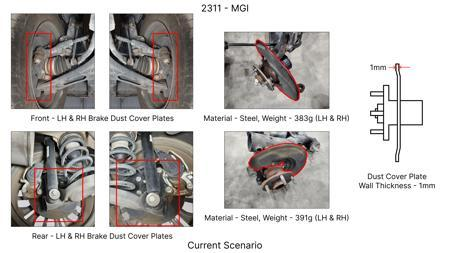 2311 - MGI
Front - LH & RH Brake Dust Cover Plates
Material - Steel, Weight - 383g (LH & RH)
1mm
Dust Cover Plate
Wall Thickness - 1mm
Rear - LH & RH Brake Dust Cover Plates
Material - Steel, Weight - 391g (LH & RH)
Current Scenario